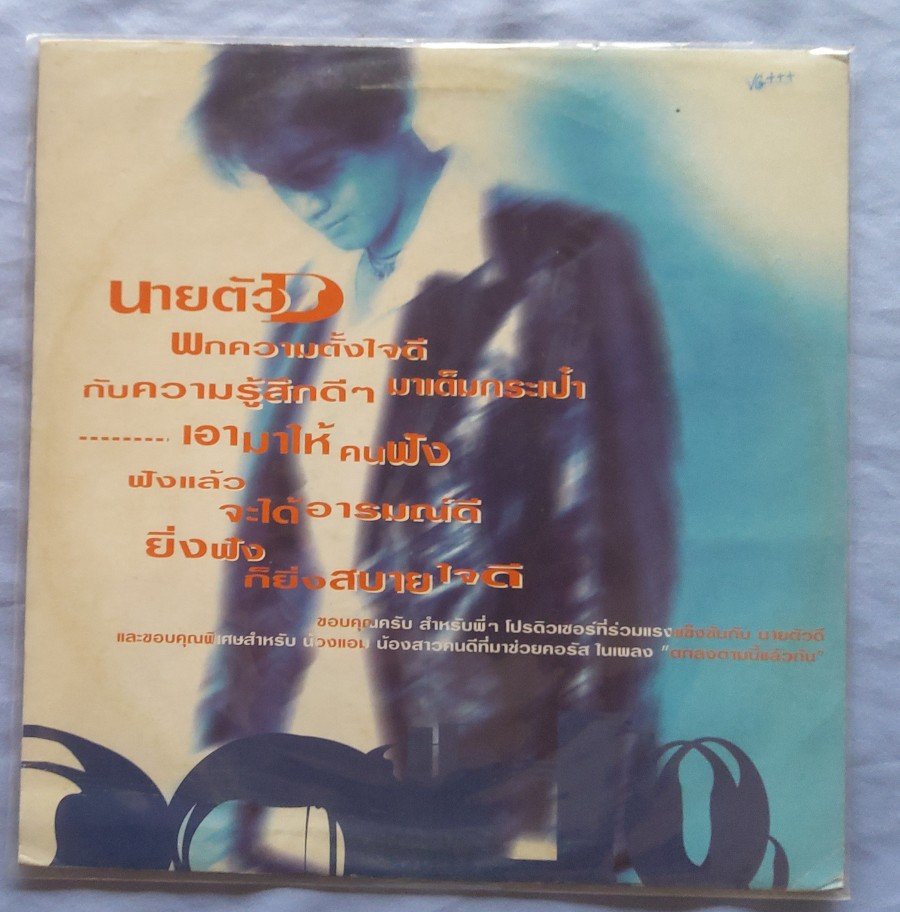 VG+++
นายตัวD
พกความตั้งใจดี
กับความรู้สึกดีๆ มาเต็มกระเป๋า
.......... เอามาให้ คนฟัง
ฟังแล้ว
จะได้อารมณ์ดี
ยิ่งฟัง
ก็ยิ่งสบายใจดี
ขอบคุณครับ สำหรับพี่ๆ โปรดิวเซอร์ที่ร่วมแรงแข็งขันกับ นายตัวดี
และขอบคุณพิเศษสำหรับ น้องแอม น้องสาวคนดีที่มาช่วยคอรัส ในเพลง "ตกลงตามนี้แล้วกัน"